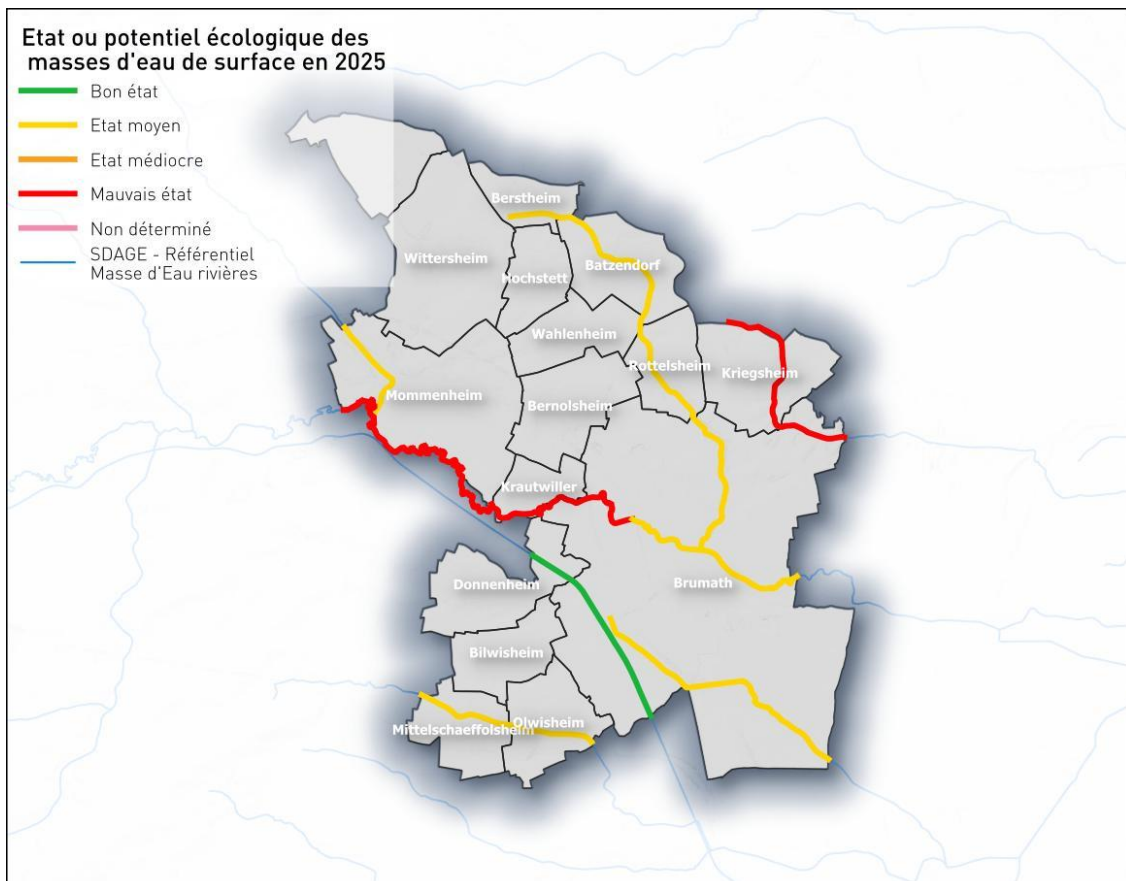 Etat ou potentiel écologique des
masses d'eau de surface en 2025
Bon état
Etat moyen
Etat médiocre
Mauvais état
Non déterminé
SDAGE - Référentiel
Masse d'Eau rivières
Berstheim
Wittersheim
Hochstett
Batzendorf
Wahlenheim
Rottelsheim
Kriegsheim
Mommenheim
Bernolsheim
Krautwiller
Donnenheim
Brumath
Bilwisheim
Mittelschaeffolsheim
Olwisheim